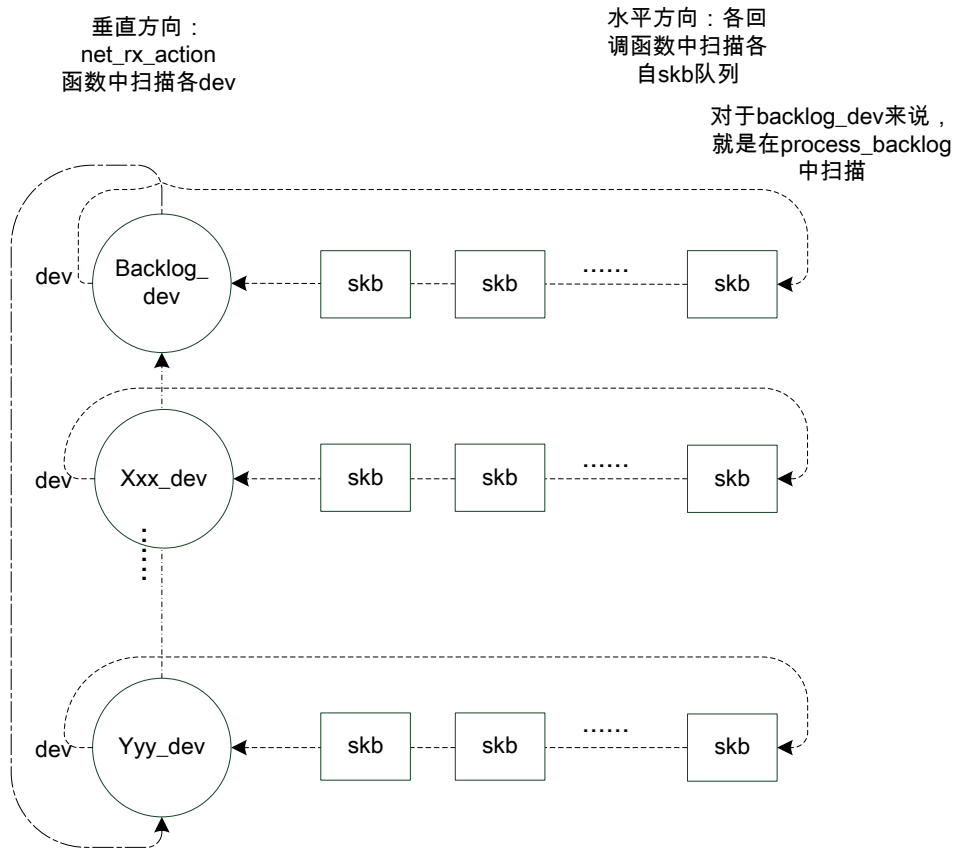 垂直方向：
net_rx_action
函数中扫描各dev
水平方向：各回
调函数中扫描各
自skb队列
对于backlog_dev来说，
就是在process_backlog
中扫描
dev
Backlog_
dev
skb
skb
......
skb
dev
Xxx_dev
skb
skb
......
skb
......
dev
Yyy_dev
skb
skb
......
skb